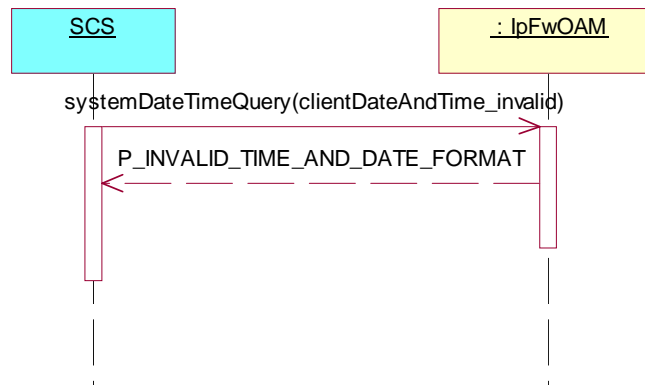 SCS
: IpFwOAM
systemDateTimeQuery(clientDateAndTime_invalid)
P_INVALID_TIME_AND_DATE_FORMAT